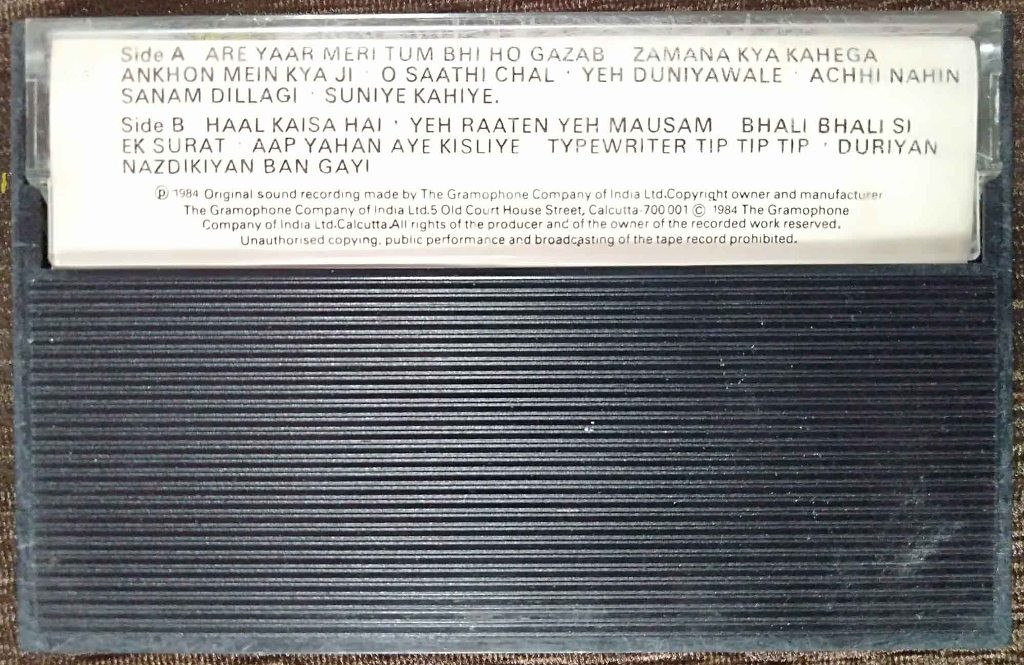 Side A ARE YAAR MERI TUM BHI HO GAZAB ZAMANA KYA KAHEGA
ANKHON MEIN KYA JI · O SAATHI CHAL · YEH DUNIYAWALE · ACHHI NAHIN
SANAM DILLAGI · SUNIYE KAHIYE.
Side B HAAL KAISA HAI · YEH RAATEN YEH MAUSAM BHALI BHALI SI
EK SURAT · AAP YAHAN AYE KISLIYE TYPEWRITER TIP TIP TIP · DURIYAN
NAZDIKIYAN BAN GAYI
℗ 1984 Original sound recording made by The Gramophone Company of India Ltd.Copyright owner and manufacturer
The Gramophone Company of India Ltd.5 Old Court House Street, Calcutta-700 001 © 1984 The Gramophone
Company of India Ltd.Calcutta.All rights of the producer and of the owner of the recorded work reserved.
Unauthorised copying, public performance and broadcasting of the tape record prohibited.